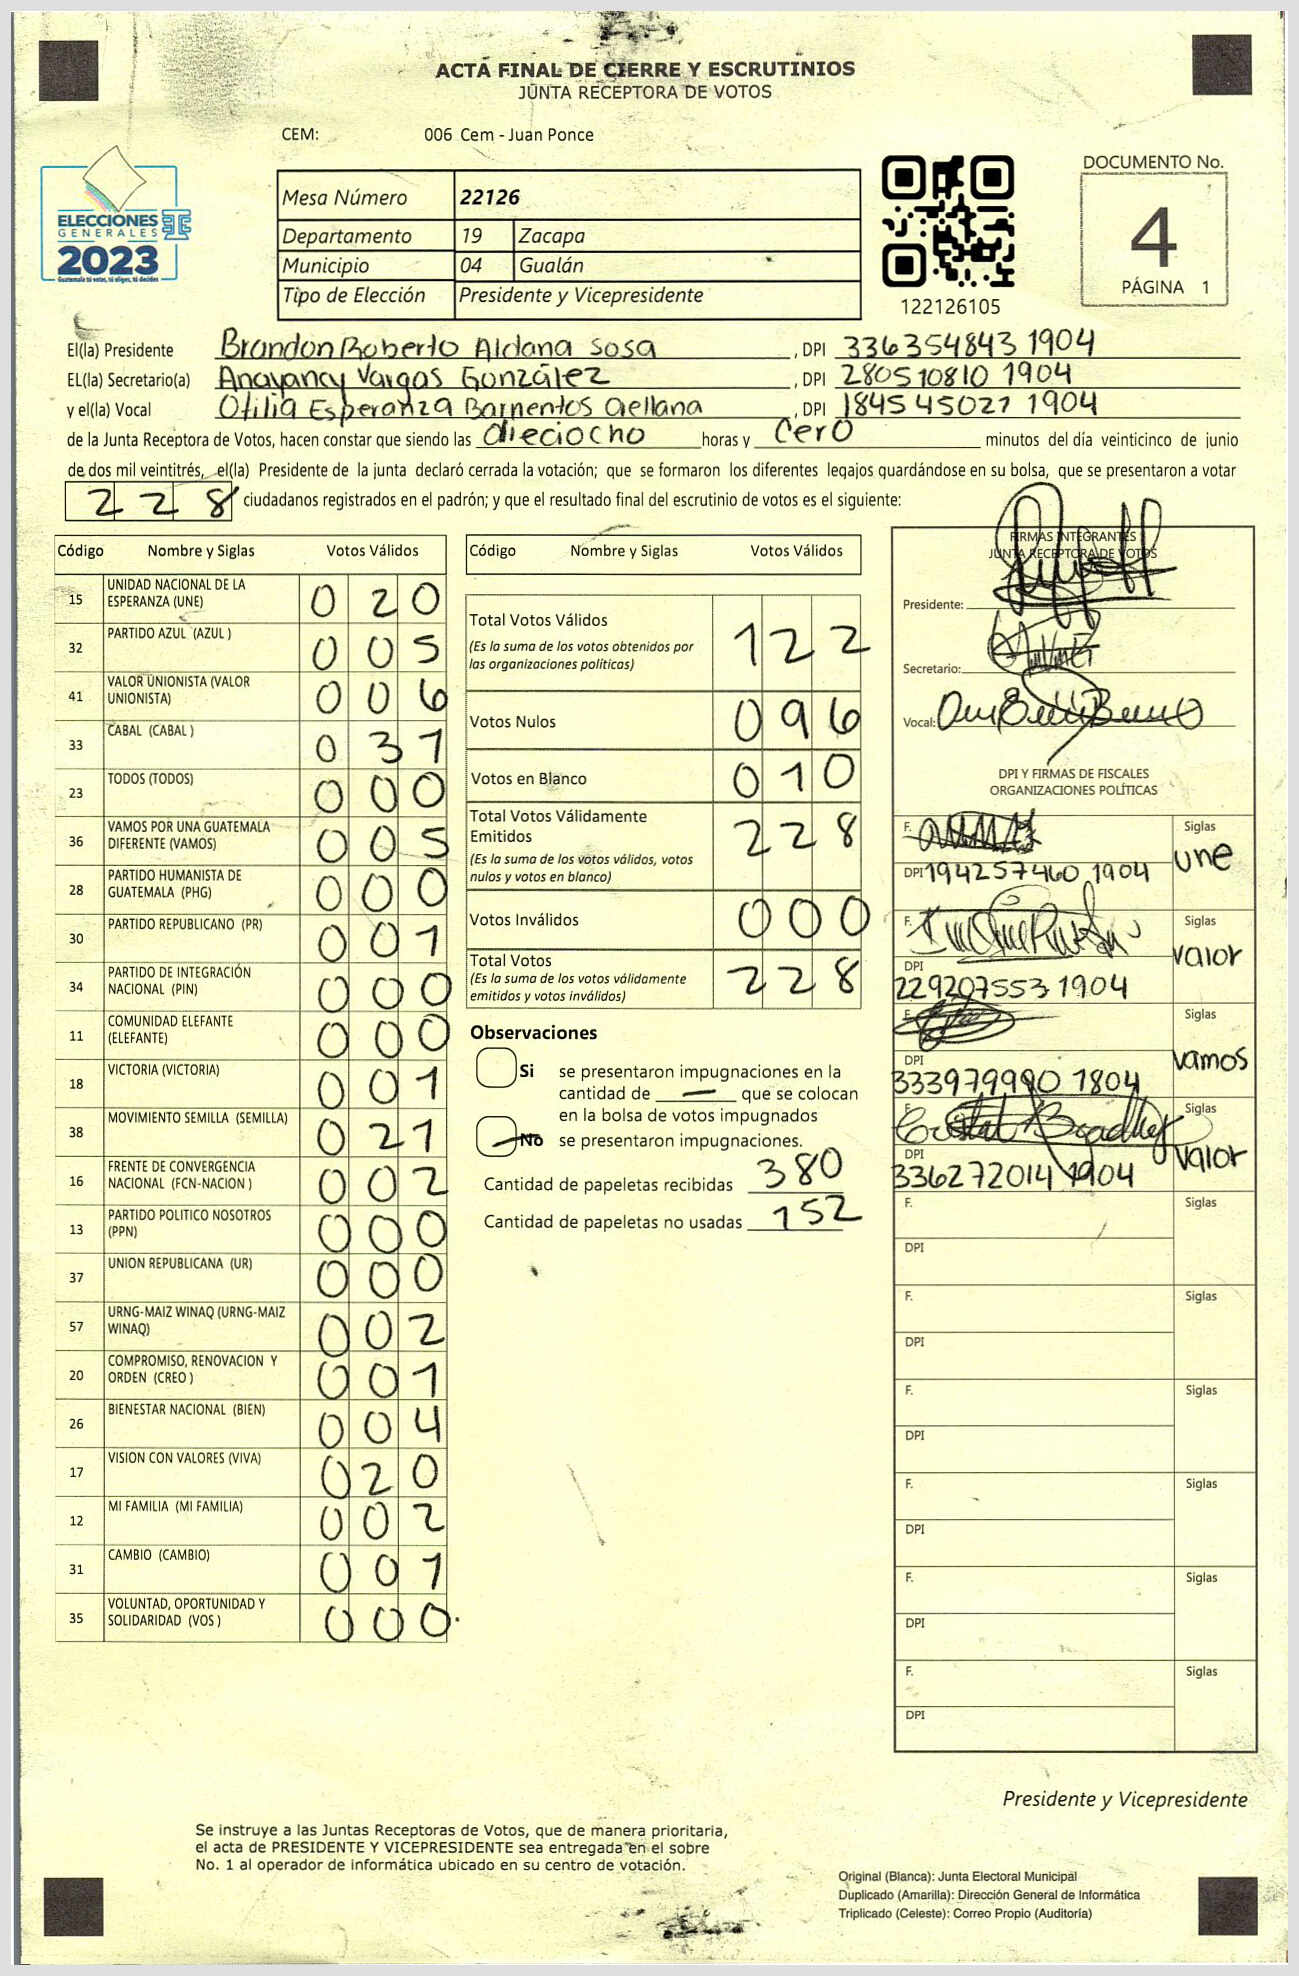 ACTA FINAL DE CIERRE Y ESCRUTINIOS
JUNTA RECEPTORA DE VOTOS
CEM: 006 Cem - Juan Ponce
ELECCIONES
GENERALES
2023
Guatemala tú votas, tú eliges, tú decides
Mesa Número 22126
Departamento 19 Zacapa
Municipio 04 Gualán
Tipo de Elección Presidente y Vicepresidente
122126105
DOCUMENTO No.
4
PÁGINA 1
El(la) Presidente Brandon Roberto Aldana Sosa , DPI 336354843 1904
EL(la) Secretario(a) Anayancy Vargas González , DPI 280510810 1904
y el(la) Vocal Otilia Esperanza Barrientos Orellana , DPI 184545027 1904
de la Junta Receptora de Votos, hacen constar que siendo las dieciocho horas y cero minutos del día veinticinco de junio
de dos mil veintitrés, el(la) Presidente de la junta declaró cerrada la votación; que se formaron los diferentes legajos guardándose en su bolsa, que se presentaron a votar
228 ciudadanos registrados en el padrón; y que el resultado final del escrutinio de votos es el siguiente:
Código Nombre y Siglas Votos Válidos
15 UNIDAD NACIONAL DE LA
ESPERANZA (UNE) 020
32 PARTIDO AZUL (AZUL ) 005
41 VALOR UNIONISTA (VALOR
UNIONISTA) 006
33 CABAL (CABAL ) 031
23 TODOS (TODOS) 000
36 VAMOS POR UNA GUATEMALA
DIFERENTE (VAMOS) 005
28 PARTIDO HUMANISTA DE
GUATEMALA (PHG) 000
30 PARTIDO REPUBLICANO (PR) 001
34 PARTIDO DE INTEGRACIÓN
NACIONAL (PIN) 000
11 COMUNIDAD ELEFANTE
(ELEFANTE) 000
18 VICTORIA (VICTORIA) 001
38 MOVIMIENTO SEMILLA (SEMILLA) 021
16 FRENTE DE CONVERGENCIA
NACIONAL (FCN-NACION ) 002
13 PARTIDO POLITICO NOSOTROS
(PPN) 000
37 UNION REPUBLICANA (UR) 000
57 URNG-MAIZ WINAQ (URNG-MAIZ
WINAQ) 002
20 COMPROMISO, RENOVACION Y
ORDEN (CREO ) 001
26 BIENESTAR NACIONAL (BIEN) 004
17 VISION CON VALORES (VIVA) 020
12 MI FAMILIA (MI FAMILIA) 002
31 CAMBIO (CAMBIO) 001
35 VOLUNTAD, OPORTUNIDAD Y
SOLIDARIDAD (VOS ) 000
Código Nombre y Siglas Votos Válidos
Total Votos Válidos 122
(Es la suma de los votos obtenidos por
las organizaciones políticas)
Votos Nulos 096
Votos en Blanco 010
Total Votos Válidamente
Emitidos 228
(Es la suma de los votos válidos, votos
nulos y votos en blanco)
Votos Inválidos 000
Total Votos 228
(Es la suma de los votos válidamente
emitidos y votos inválidos)
Observaciones
Si se presentaron impugnaciones en la
cantidad de — que se colocan
en la bolsa de votos impugnados
No se presentaron impugnaciones.
Cantidad de papeletas recibidas 380
Cantidad de papeletas no usadas 152
FIRMAS INTEGRANTES
JUNTA RECEPTORA DE VOTOS
Presidente:
Secretario:
Vocal:
DPI Y FIRMAS DE FISCALES
ORGANIZACIONES POLÍTICAS
F. Siglas
DPI 194257460 1904 une
F. Siglas
DPI valor
229207553 1904
F. Siglas
DPI vamos
333979990 1804
F. Siglas
DPI valor
336272014 1904
F. Siglas
DPI
F. Siglas
DPI
F. Siglas
DPI
F. Siglas
DPI
F. Siglas
DPI
F. Siglas
DPI
Presidente y Vicepresidente
Se instruye a las Juntas Receptoras de Votos, que de manera prioritaria,
el acta de PRESIDENTE Y VICEPRESIDENTE sea entregada en el sobre
No. 1 al operador de informática ubicado en su centro de votación.
Original (Blanca): Junta Electoral Municipal
Duplicado (Amarilla): Dirección General de Informática
Triplicado (Celeste): Correo Propio (Auditoría)